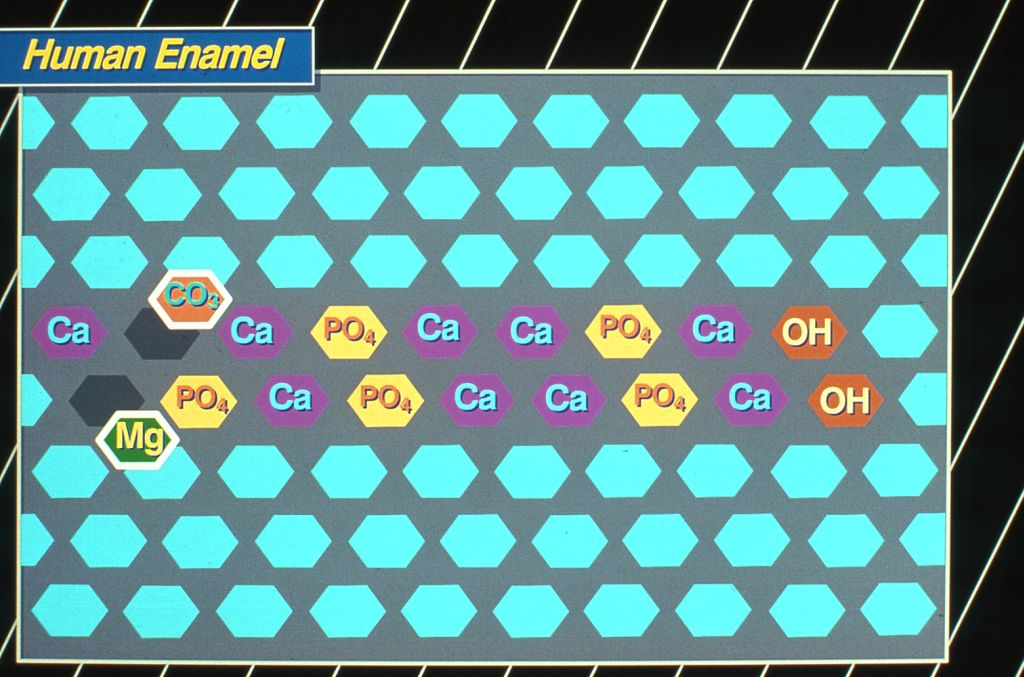 Human Enamel
CO₃
Ca Ca PO₄ Ca Ca PO₄ Ca OH
PO₄ Ca PO₄ Ca Ca PO₄ Ca OH
Mg